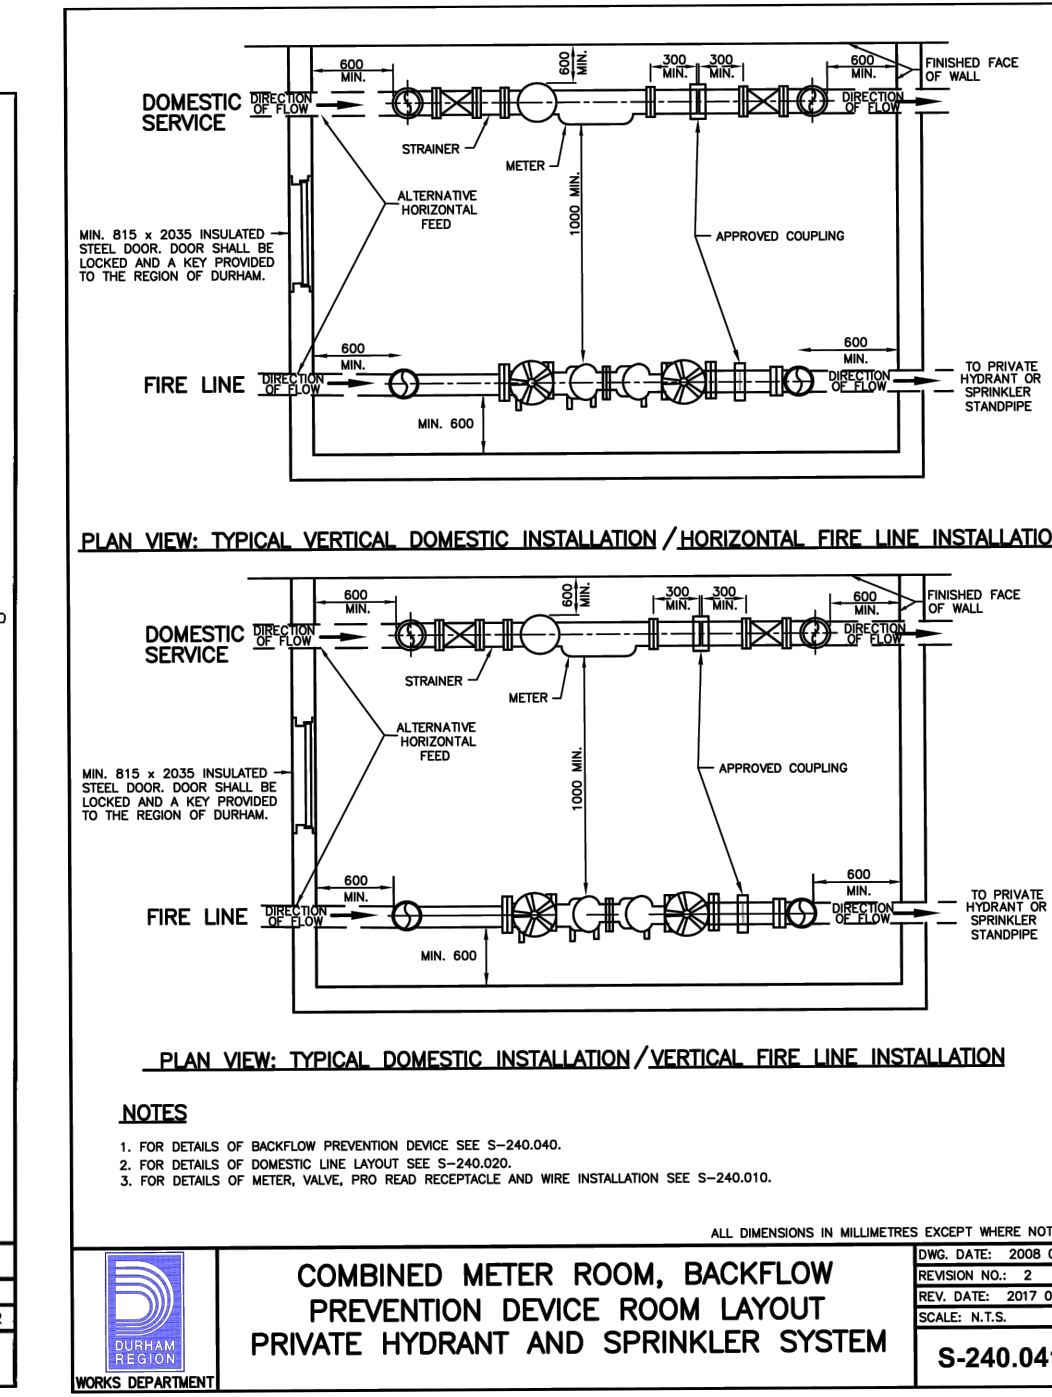 600
MIN.
600
MIN.
300
MIN.
300
MIN.
600
MIN.
FINISHED FACE
OF WALL
DOMESTIC
SERVICE
DIRECTION
OF FLOW
DIRECTION
OF FLOW
STRAINER
METER
ALTERNATIVE
HORIZONTAL
FEED
1000 MIN.
MIN. 815 x 2035 INSULATED
STEEL DOOR. DOOR SHALL BE
LOCKED AND A KEY PROVIDED
TO THE REGION OF DURHAM.
APPROVED COUPLING
600
MIN.
600
MIN.
FIRE LINE
DIRECTION
OF FLOW
DIRECTION
OF FLOW
TO PRIVATE
HYDRANT OR
SPRINKLER
STANDPIPE
MIN. 600
PLAN VIEW: TYPICAL VERTICAL DOMESTIC INSTALLATION / HORIZONTAL FIRE LINE INSTALLATIO
600
MIN.
600
MIN.
300
MIN.
300
MIN.
600
MIN.
FINISHED FACE
OF WALL
DOMESTIC
SERVICE
DIRECTION
OF FLOW
DIRECTION
OF FLOW
STRAINER
METER
ALTERNATIVE
HORIZONTAL
FEED
1000 MIN.
MIN. 815 x 2035 INSULATED
STEEL DOOR. DOOR SHALL BE
LOCKED AND A KEY PROVIDED
TO THE REGION OF DURHAM.
APPROVED COUPLING
600
MIN.
600
MIN.
FIRE LINE
DIRECTION
OF FLOW
DIRECTION
OF FLOW
TO PRIVATE
HYDRANT OR
SPRINKLER
STANDPIPE
MIN. 600
PLAN VIEW: TYPICAL DOMESTIC INSTALLATION / VERTICAL FIRE LINE INSTALLATION
NOTES
1. FOR DETAILS OF BACKFLOW PREVENTION DEVICE SEE S-240.040.
2. FOR DETAILS OF DOMESTIC LINE LAYOUT SEE S-240.020.
3. FOR DETAILS OF METER, VALVE, PRO READ RECEPTACLE AND WIRE INSTALLATION SEE S-240.010.
ALL DIMENSIONS IN MILLIMETRES EXCEPT WHERE NOT
DURHAM
REGION
WORKS DEPARTMENT
COMBINED METER ROOM, BACKFLOW
PREVENTION DEVICE ROOM LAYOUT
PRIVATE HYDRANT AND SPRINKLER SYSTEM
DWG. DATE: 2008 0
REVISION NO.: 2
REV. DATE: 2017 0
SCALE: N.T.S.
S-240.04